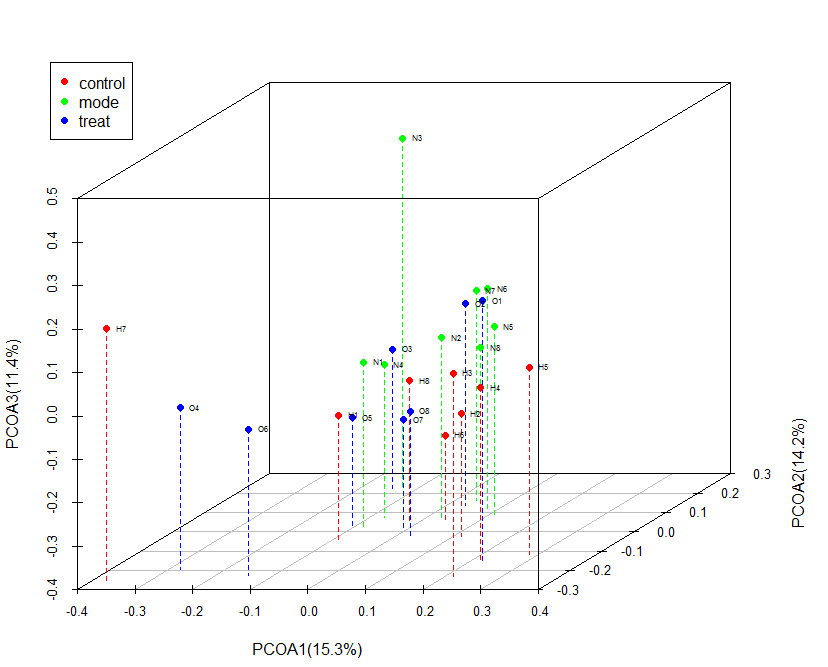 control
mode
treat
N3
0.5
0.4
0.3
0.2
0.1
0.0
-0.1
-0.2
-0.3
-0.4
PCOA3(11.4%)
H7
O4
O6
N7
N6
O2
O1
N5
N2
N8
O3
N1
N4
H8
H3
H5
H4
H1
O5
O8
O7
H2
H6
0.3
0.2
0.1
0.0
-0.1
-0.2
-0.3
PCOA2(14.2%)
-0.4 -0.3 -0.2 -0.1 0.0 0.1 0.2 0.3 0.4
PCOA1(15.3%)